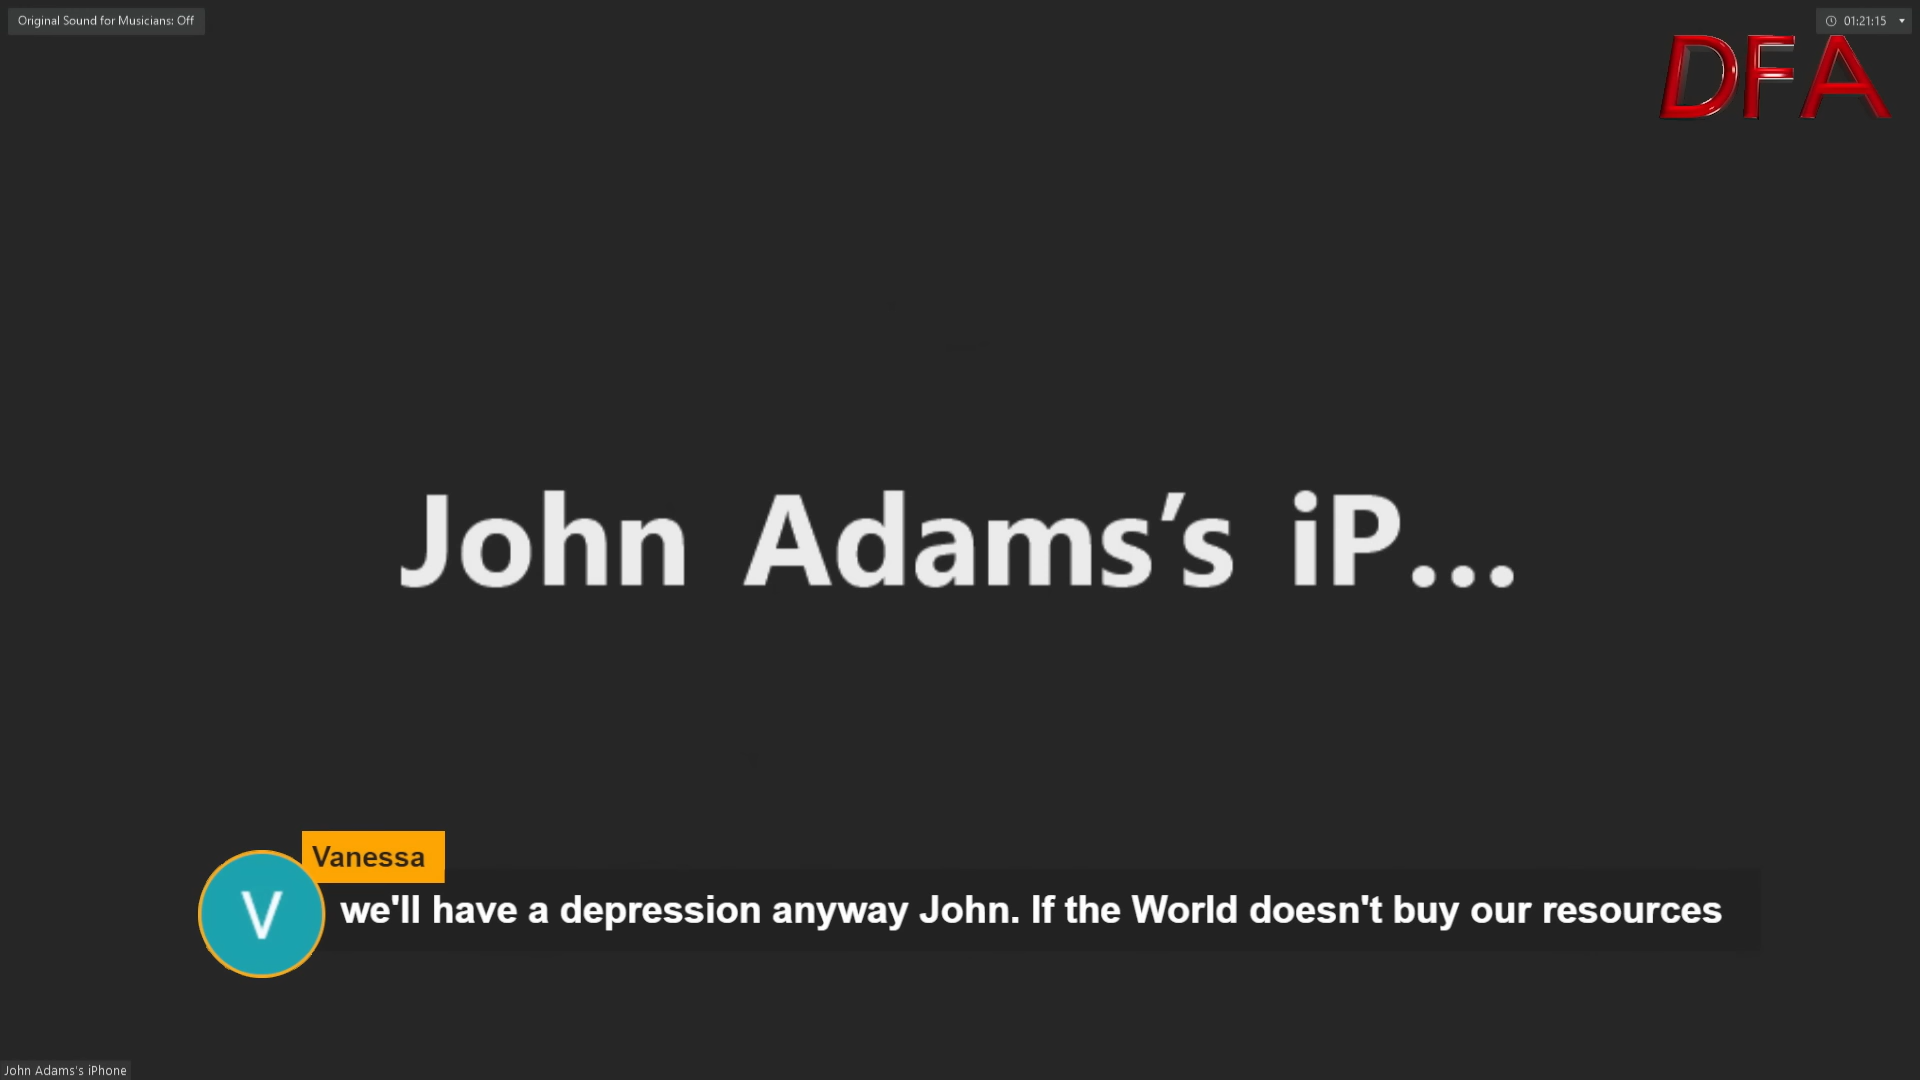 Original Sound for Musicians: Off
01:21:15
DFA
John Adams’s iP...
Vanessa
V
we'll have a depression anyway John. If the World doesn't buy our resources
John Adams's iPhone